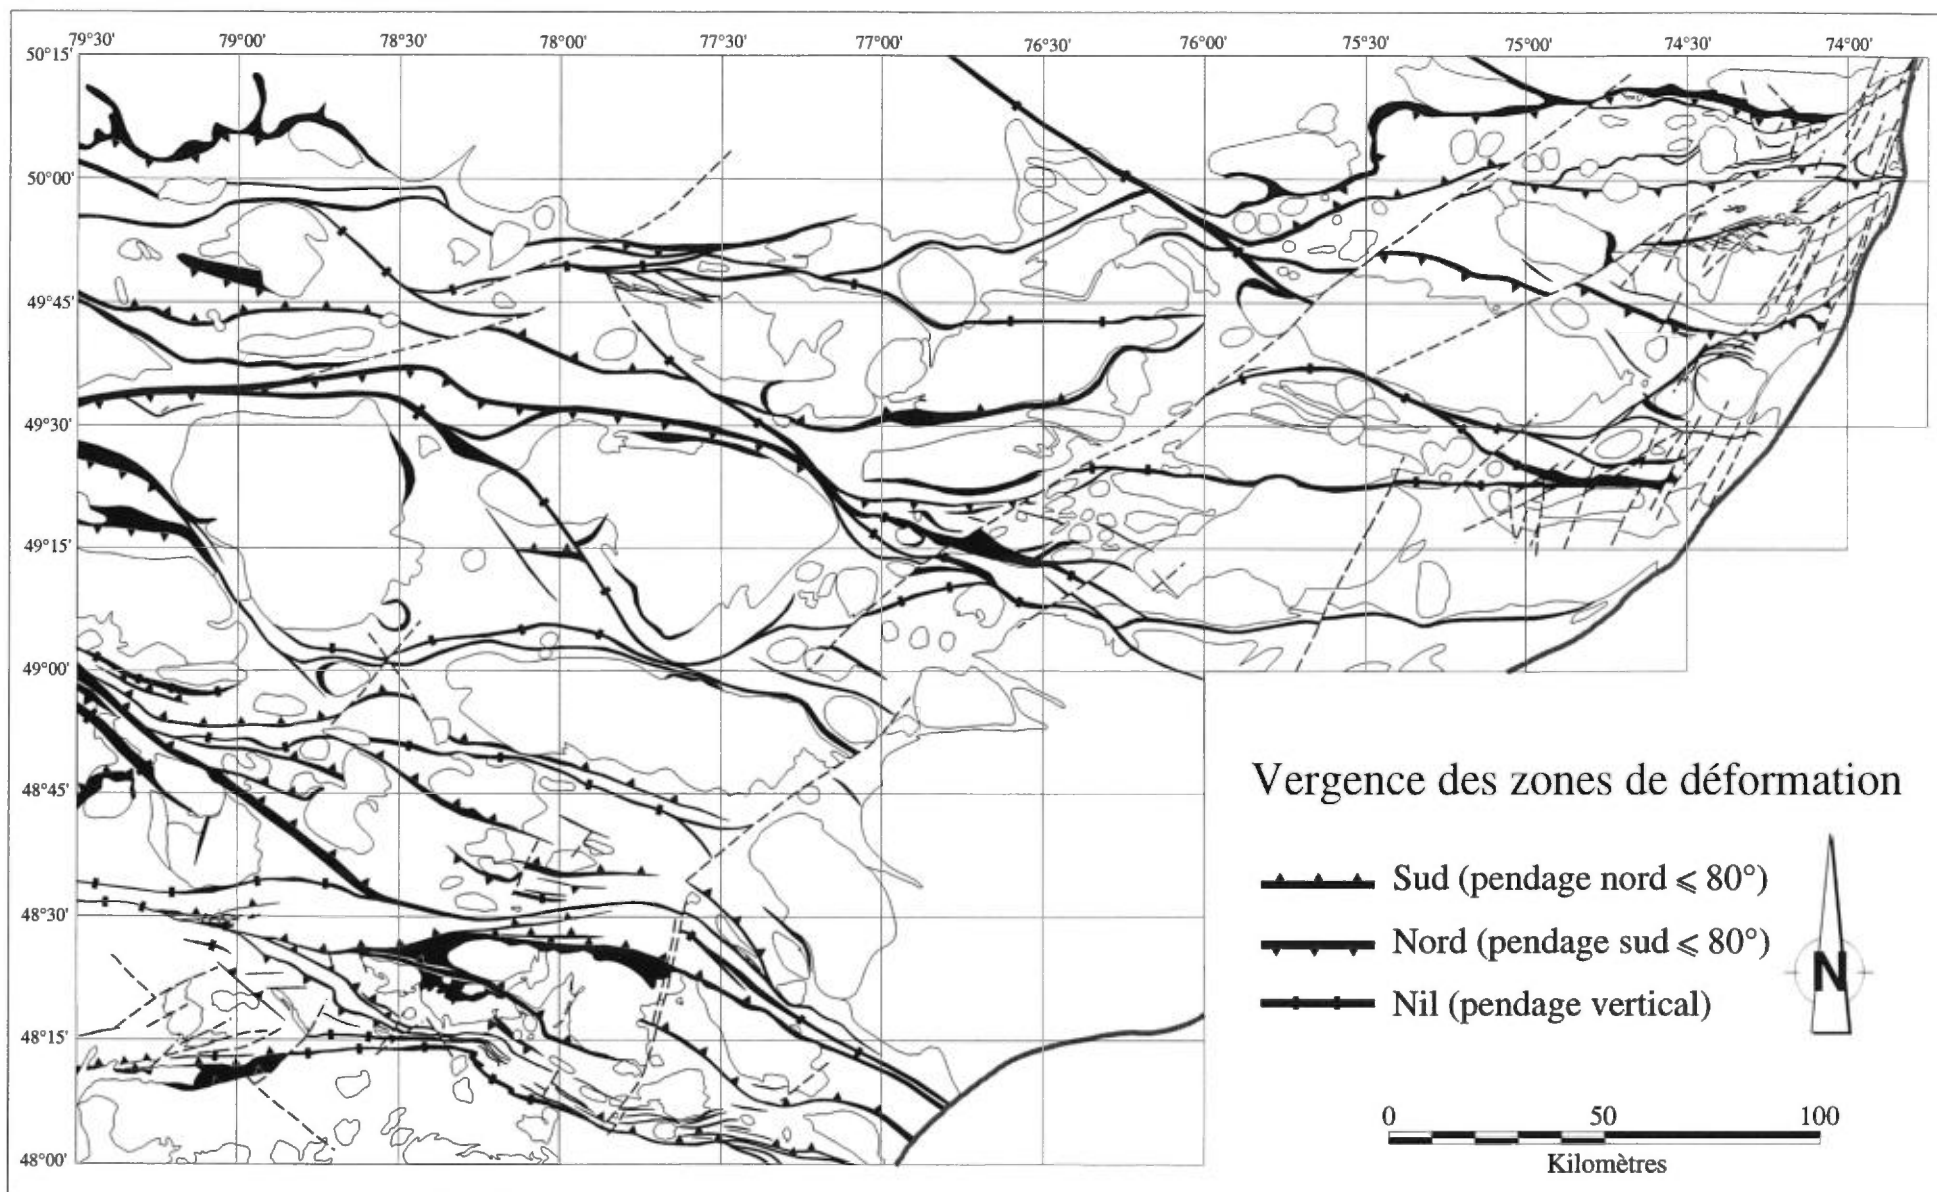 79°30' 79°00' 78°30' 78°00' 77°30' 77°00' 76°30' 76°00' 75°30' 75°00' 74°30' 74°00'
50°15'
50°00'
49°45'
49°30'
49°15'
49°00'
48°45'
48°30'
48°15'
48°00'
Vergence des zones de déformation
Sud (pendage nord ⩽ 80°)
Nord (pendage sud ⩽ 80°)
Nil (pendage vertical)
N
0 50 100
Kilomètres